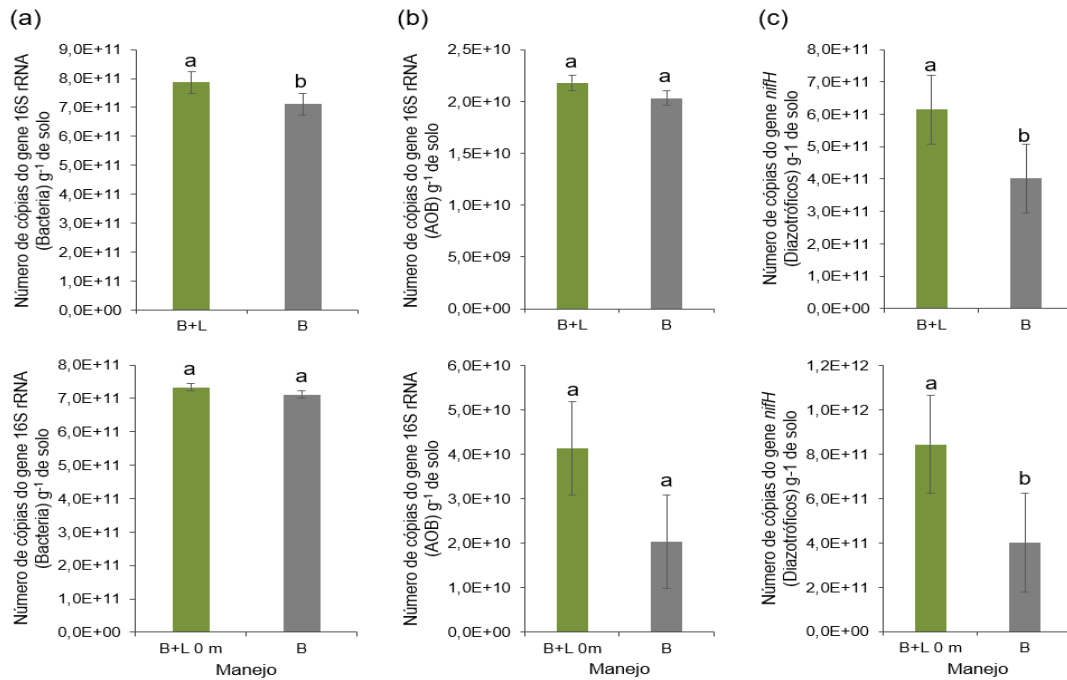 (a)
Número de cópias do gene 16S rRNA
(Bacteria) g-1 de solo
9,0E+11
8,0E+11
7,0E+11
6,0E+11
5,0E+11
4,0E+11
3,0E+11
2,0E+11
1,0E+11
0,0E+00
a
b
B+L
B
(b)
Número de cópias do gene 16S rRNA
(AOB) g-1 de solo
2,5E+10
2,0E+10
1,5E+10
1,0E+10
5,0E+09
0,0E+00
a
a
B+L
B
(c)
Número de cópias do gene nifH
(Diazotróficos) g-1 de solo
8,0E+11
7,0E+11
6,0E+11
5,0E+11
4,0E+11
3,0E+11
2,0E+11
1,0E+11
0,0E+00
a
b
B+L
B
Número de cópias do gene 16S rRNA
(Bacteria) g-1 de solo
8,0E+11
7,0E+11
6,0E+11
5,0E+11
4,0E+11
3,0E+11
2,0E+11
1,0E+11
0,0E+00
a
a
B+L 0 m
B
Manejo
Número de cópias do gene 16S rRNA
(AOB) g-1 de solo
6,0E+10
5,0E+10
4,0E+10
3,0E+10
2,0E+10
1,0E+10
0,0E+00
a
a
B+L 0m
B
Manejo
Número de cópias do gene nifH
(Diazotróficos) g-1 de solo
1,2E+12
1,0E+12
8,0E+11
6,0E+11
4,0E+11
2,0E+11
0,0E+00
a
b
B+L 0 m
B
Manejo